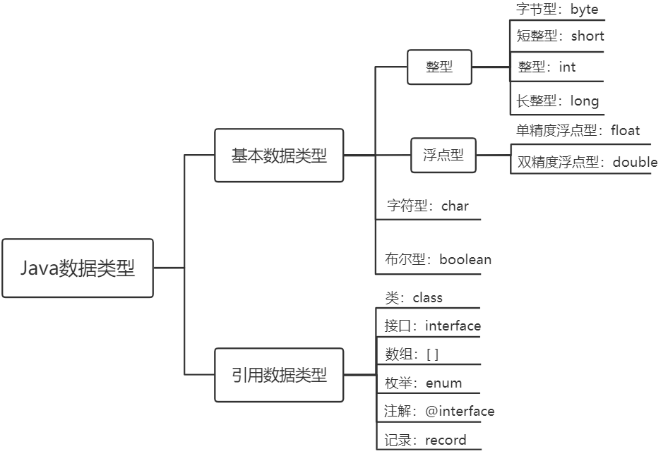 字节型：byte
短整型：short
整型
整型：int
长整型：long
单精度浮点型：float
基本数据类型
浮点型
双精度浮点型：double
字符型：char
布尔型：boolean
Java数据类型
类：class
接口：interface
数组：[ ]
引用数据类型
枚举：enum
注解：@interface
记录：record